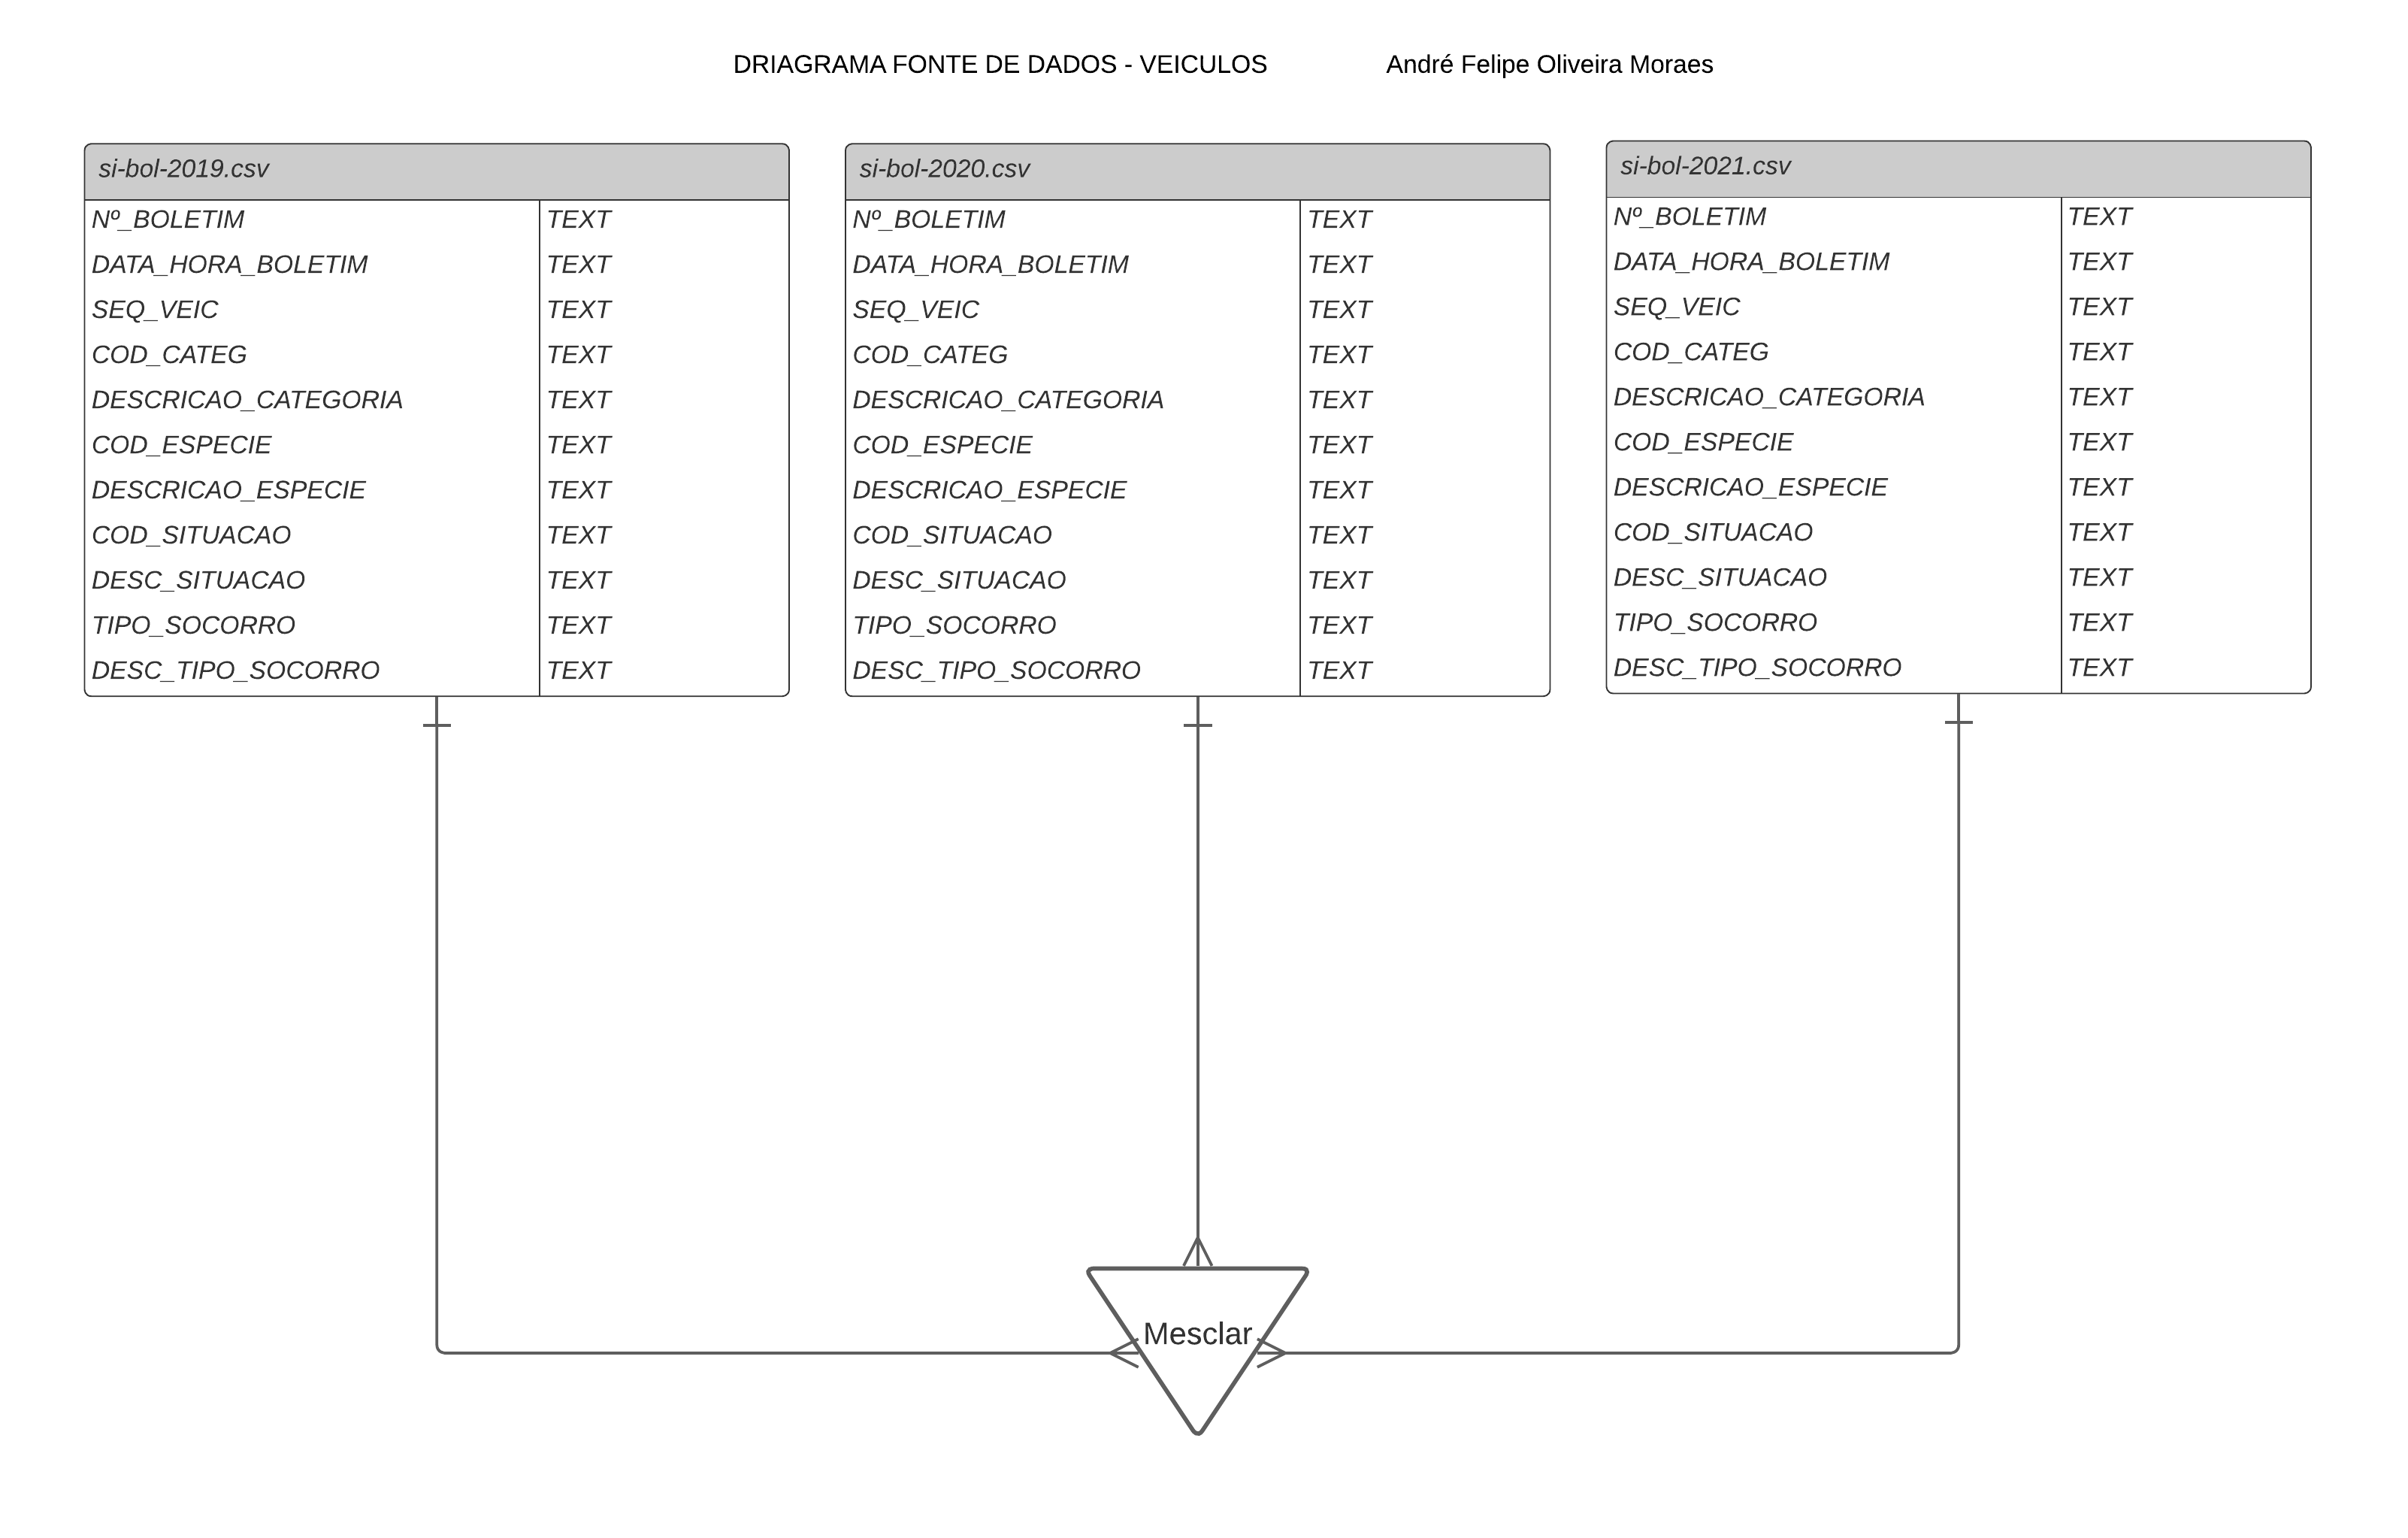 DRIAGRAMA FONTE DE DADOS - VEICULOS André Felipe Oliveira Moraes
si-bol-2019.csv
Nº_BOLETIM TEXT
DATA_HORA_BOLETIM TEXT
SEQ_VEIC TEXT
COD_CATEG TEXT
DESCRICAO_CATEGORIA TEXT
COD_ESPECIE TEXT
DESCRICAO_ESPECIE TEXT
COD_SITUACAO TEXT
DESC_SITUACAO TEXT
TIPO_SOCORRO TEXT
DESC_TIPO_SOCORRO TEXT
si-bol-2020.csv
Nº_BOLETIM TEXT
DATA_HORA_BOLETIM TEXT
SEQ_VEIC TEXT
COD_CATEG TEXT
DESCRICAO_CATEGORIA TEXT
COD_ESPECIE TEXT
DESCRICAO_ESPECIE TEXT
COD_SITUACAO TEXT
DESC_SITUACAO TEXT
TIPO_SOCORRO TEXT
DESC_TIPO_SOCORRO TEXT
si-bol-2021.csv
Nº_BOLETIM TEXT
DATA_HORA_BOLETIM TEXT
SEQ_VEIC TEXT
COD_CATEG TEXT
DESCRICAO_CATEGORIA TEXT
COD_ESPECIE TEXT
DESCRICAO_ESPECIE TEXT
COD_SITUACAO TEXT
DESC_SITUACAO TEXT
TIPO_SOCORRO TEXT
DESC_TIPO_SOCORRO TEXT
Mesclar